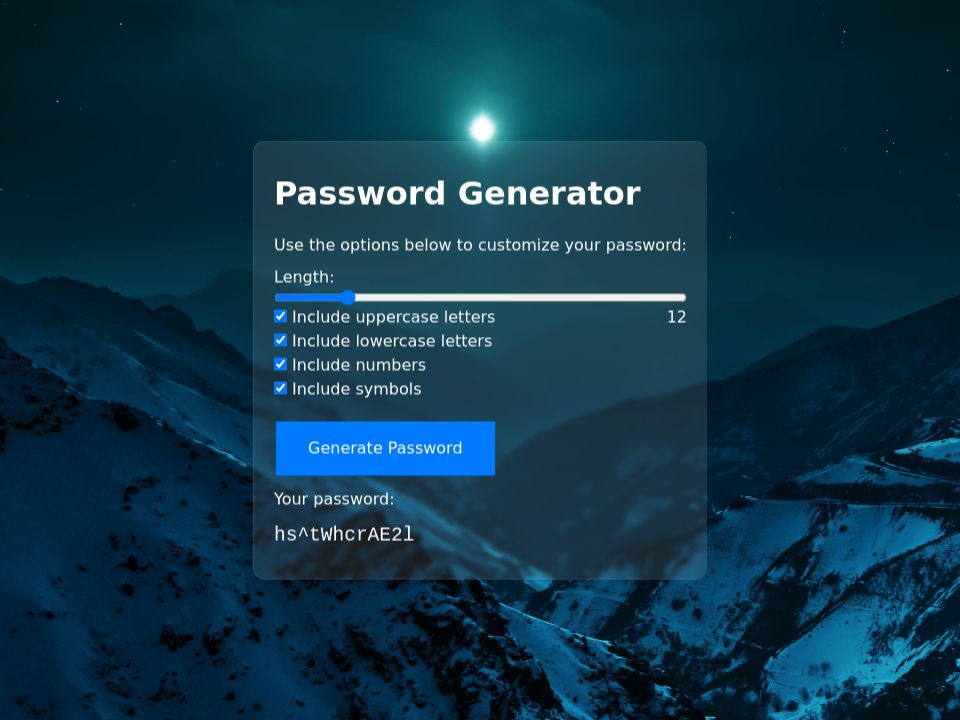 Password Generator
Use the options below to customize your password:
Length:
Include uppercase letters 12
Include lowercase letters
Include numbers
Include symbols
Generate Password
Your password:
hs^tWhcrAE2l